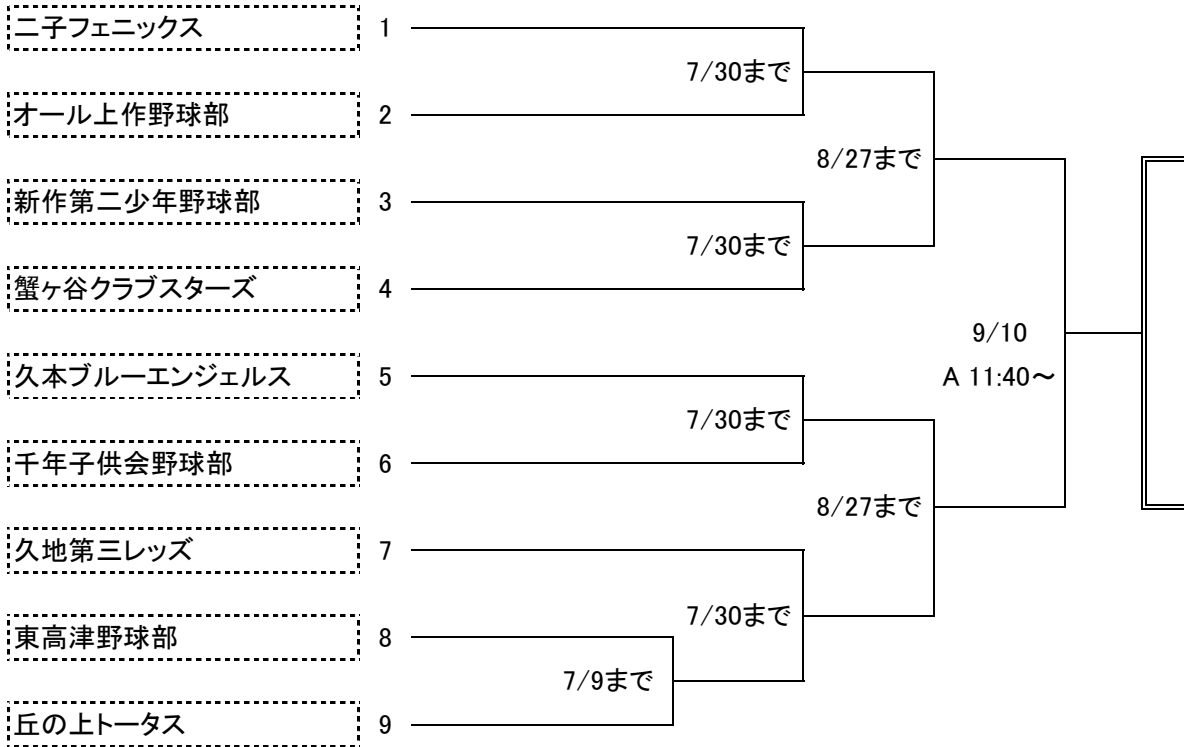 二子フェニックス 1
7/30まで
オール上作野球部 2
8/27まで
新作第二少年野球部 3
7/30まで
蟹ヶ谷クラブスターズ 4
9/10
A 11:40～
久本ブルーエンジェルス 5
7/30まで
千年子供会野球部 6
8/27まで
久地第三レッズ 7
7/30まで
東高津野球部 8
7/9まで
丘の上トータス 9